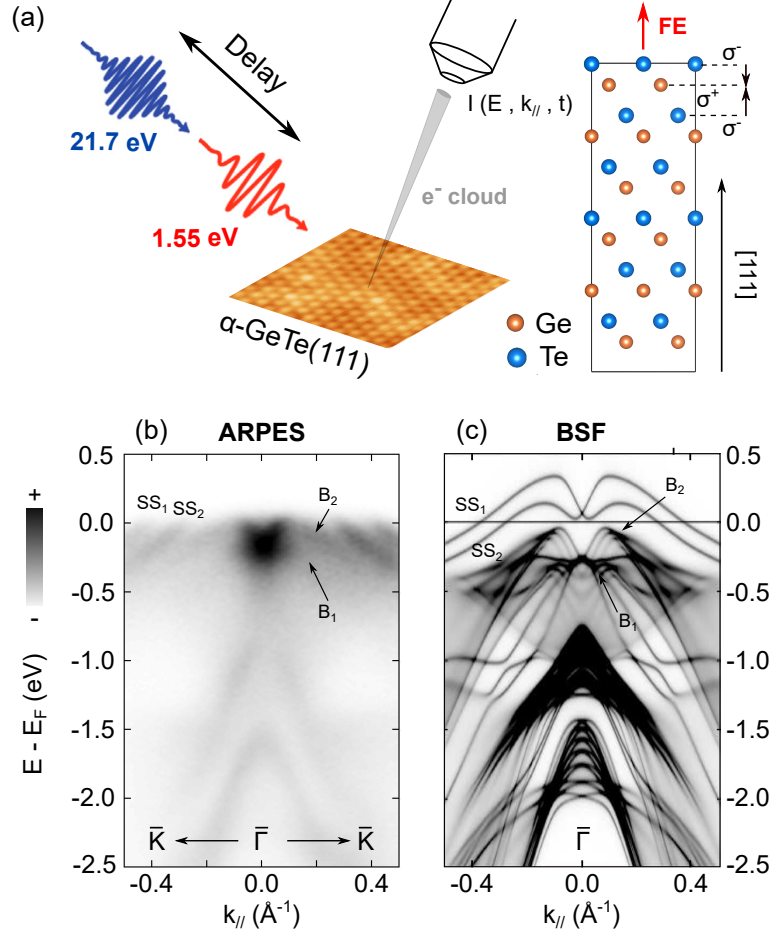 (a)
Delay
21.7 eV
1.55 eV
I (E , k// , t)
e⁻ cloud
α-GeTe(111)
FE
σ⁻
σ⁺
σ⁻
[111]
Ge
Te
(b) ARPES
+
-
E - E_F (eV)
0.5
0.0
-0.5
-1.0
-1.5
-2.0
-2.5
SS₁ SS₂
B₂
B₁
K̄ Γ̄ K̄
-0.4 0.0 0.4
k// (Å⁻¹)
(c) BSF
SS₁
SS₂
B₂
B₁
Γ̄
0.5
0.0
-0.5
-1.0
-1.5
-2.0
-2.5
-0.4 0.0 0.4
k// (Å⁻¹)